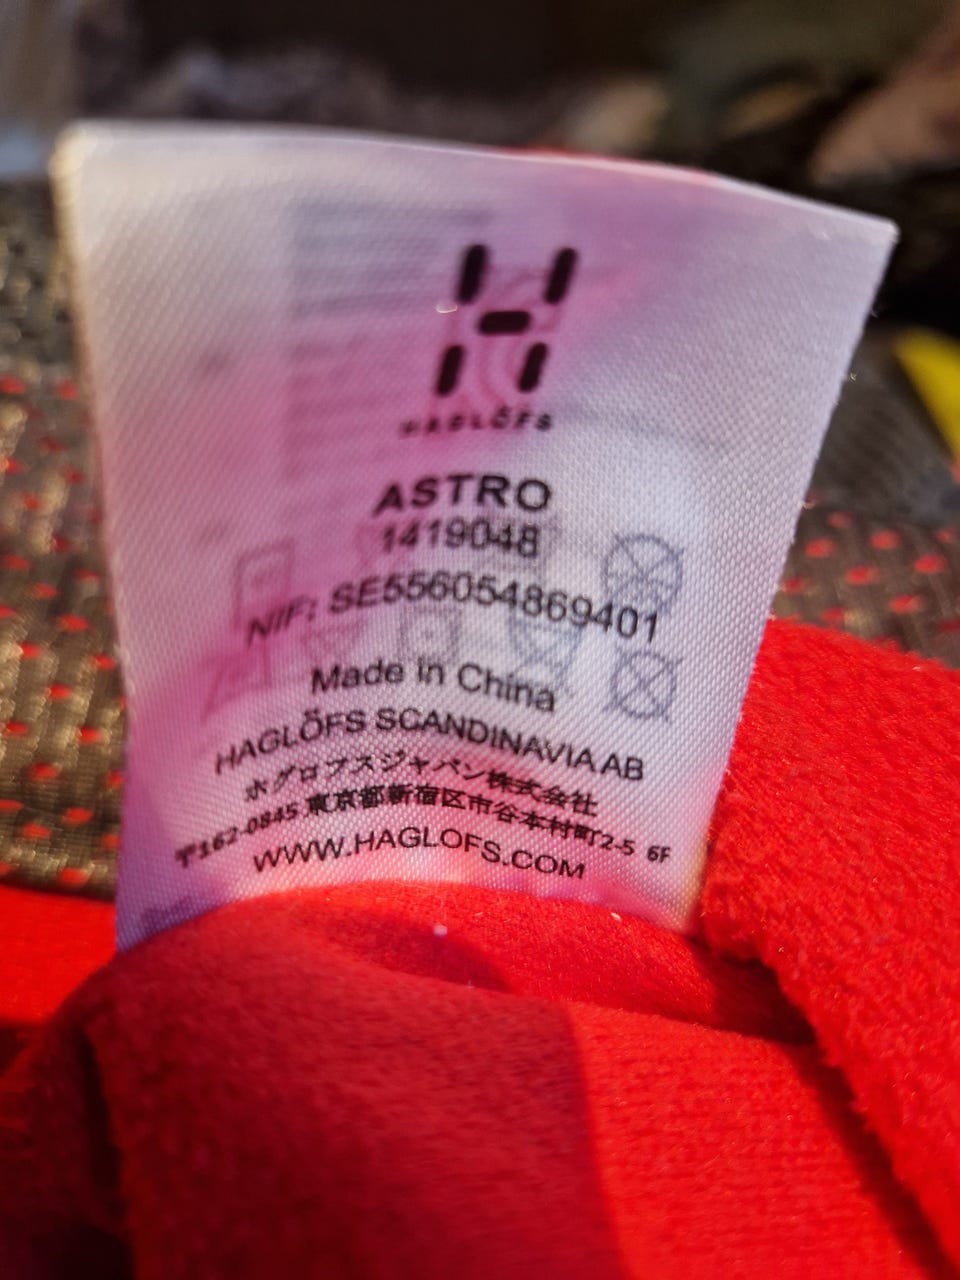 HAGLÖFS
ASTRO
1419048
NIF: SE556054869401
Made in China
HAGLÖFS SCANDINAVIA AB
ホグロフスジャパン株式会社
〒162-0845 東京都新宿区市谷本村町2-5 6F
WWW.HAGLOFS.COM